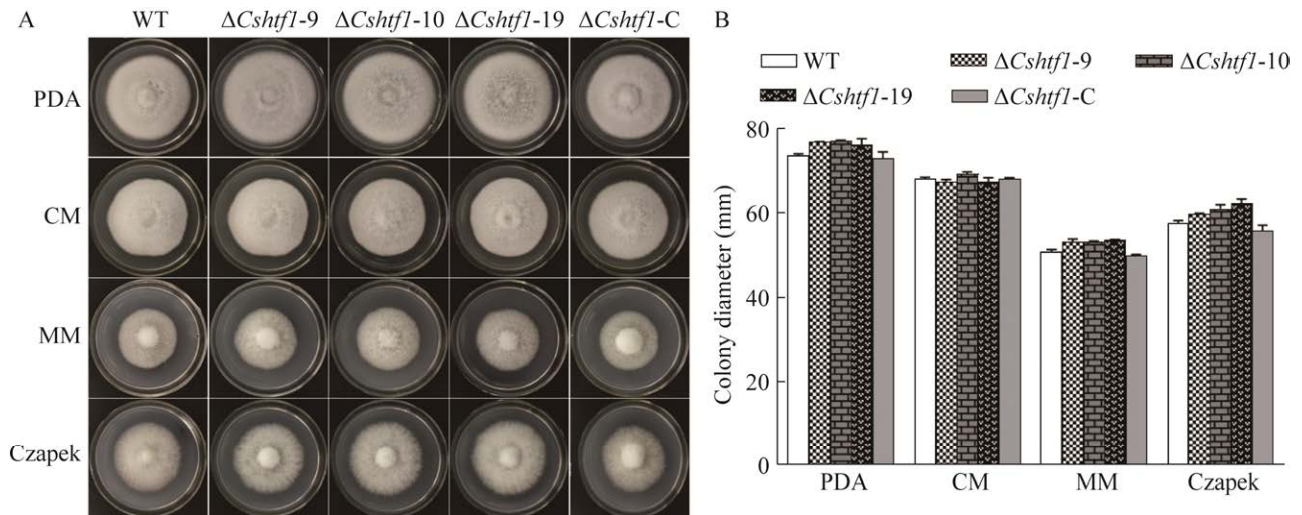 A
WT ΔCshtf1-9 ΔCshtf1-10 ΔCshtf1-19 ΔCshtf1-C
PDA
CM
MM
Czapek
B
WT ΔCshtf1-9 ΔCshtf1-10
ΔCshtf1-19 ΔCshtf1-C
Colony diameter (mm)
80
60
40
20
0
PDA CM MM Czapek